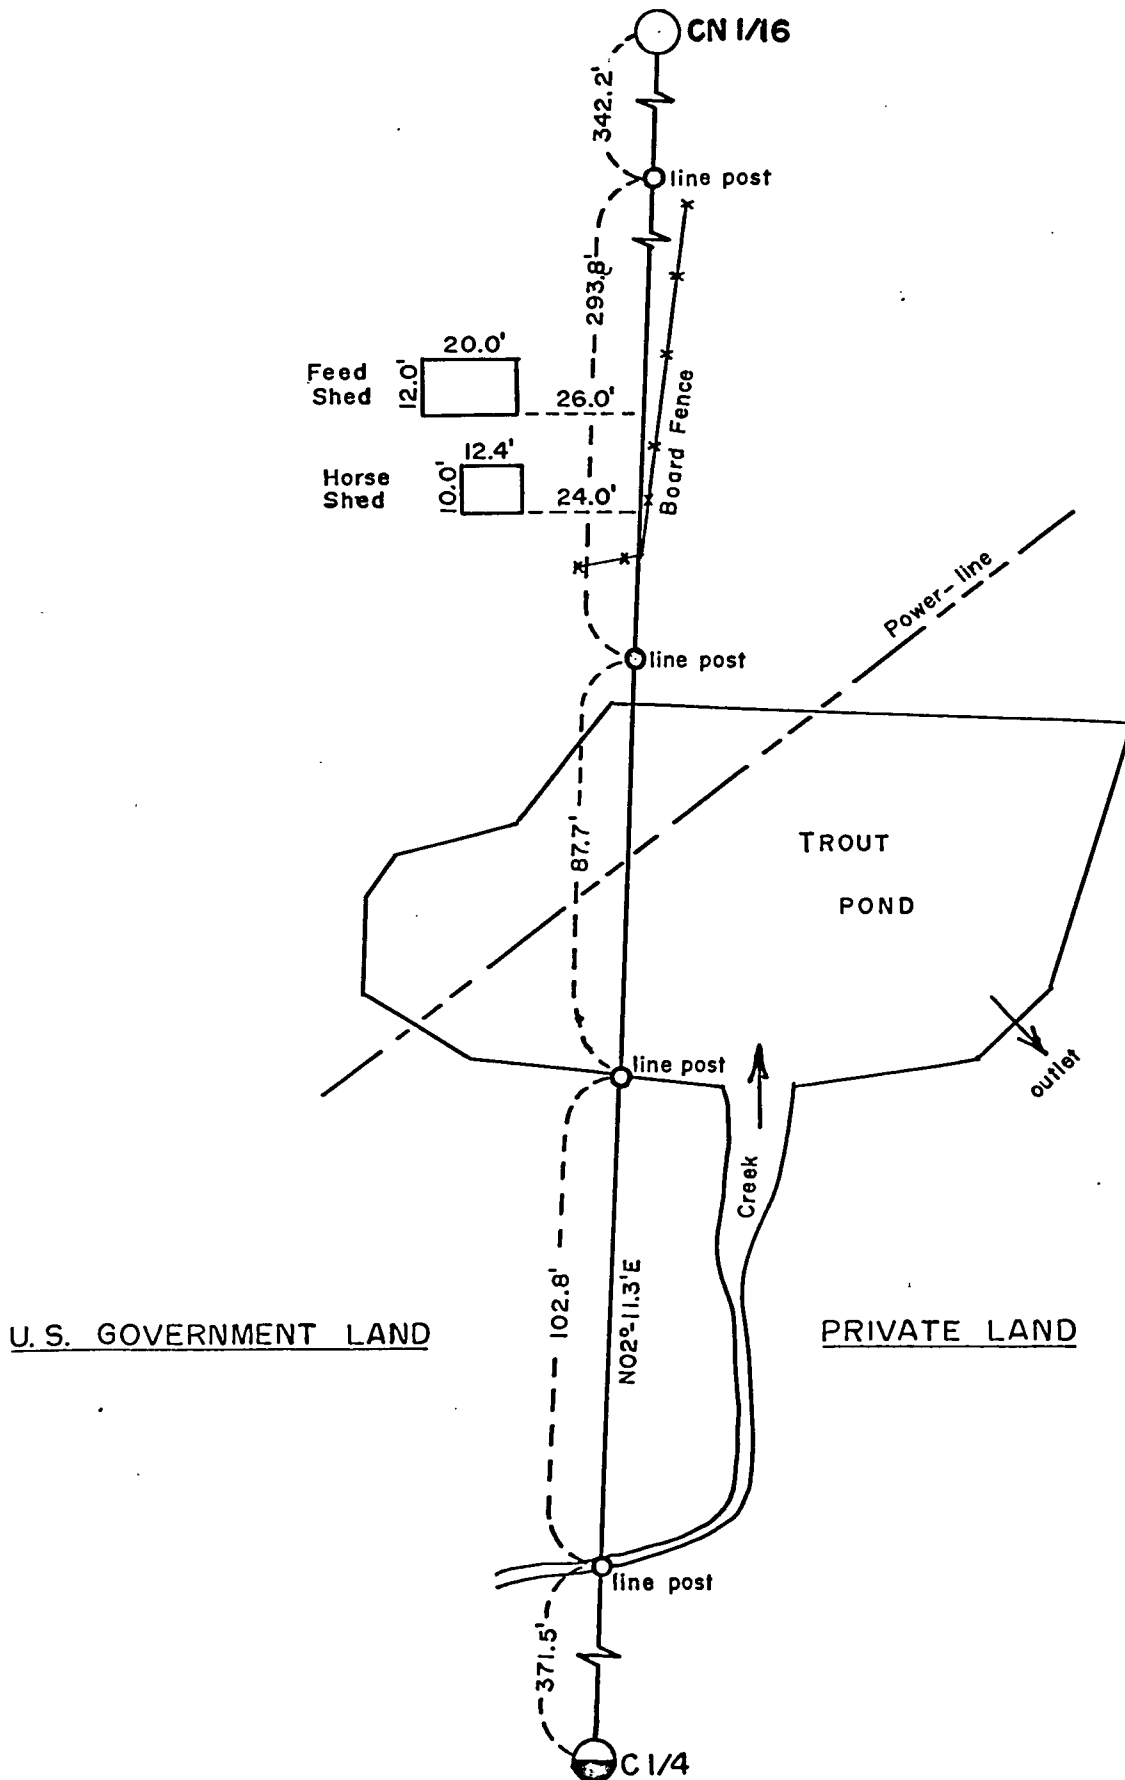 CN 1/16
342.2'
line post
293.8'
20.0'
Feed
Shed
12.0'
26.0'
Board Fence
12.4'
Horse
Shed
10.0'
24.0'
Power-line
line post
TROUT
POND
87.7'
line post
outlet
Creek
102.8'
N02°-11.3'E
U.S. GOVERNMENT LAND
PRIVATE LAND
line post
371.5'
C 1/4